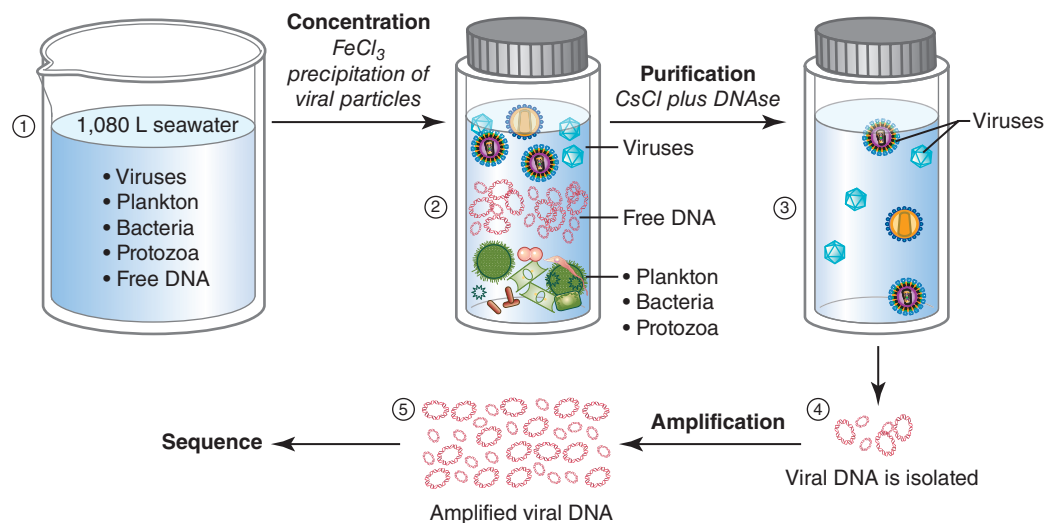 Concentration
FeCl3
precipitation of
viral particles
Purification
CsCl plus DNAse
1
1,080 L seawater
• Viruses
• Plankton
• Bacteria
• Protozoa
• Free DNA
2
Viruses
Free DNA
• Plankton
• Bacteria
• Protozoa
3
Viruses
4
Viral DNA is isolated
Amplification
5
Amplified viral DNA
Sequence